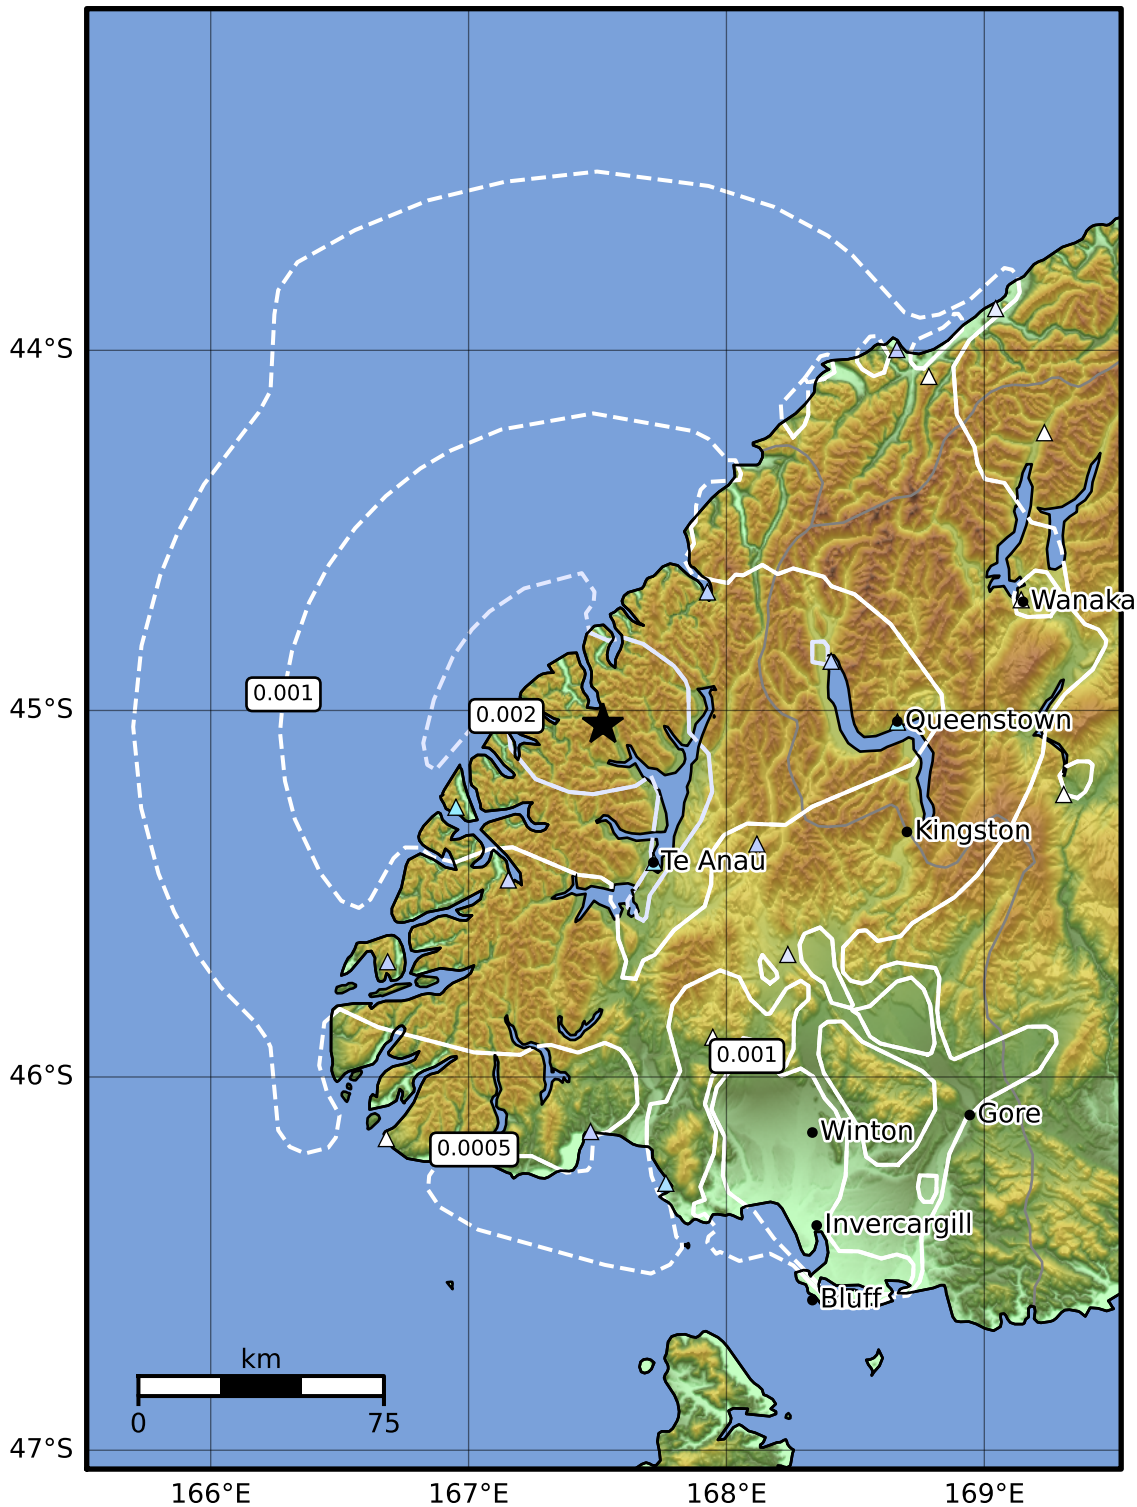 44°S
Wanaka
0.001
45°S
0.002
Queenstown
Kingston
Te Anau
0.001
46°S
Gore
Winton
0.0005
Invercargill
Bluff
km
0
75
47°S
166°E
167°E
168°E
169°E